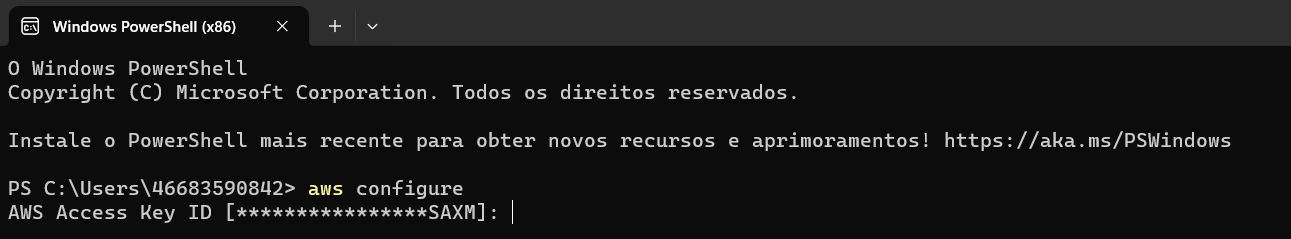 Windows PowerShell (x86)
O Windows PowerShell
Copyright (C) Microsoft Corporation. Todos os direitos reservados.
Instale o PowerShell mais recente para obter novos recursos e aprimoramentos! https://aka.ms/PSWindows
PS C:\Users\46683590842> aws configure
AWS Access Key ID [****************SAXM]: